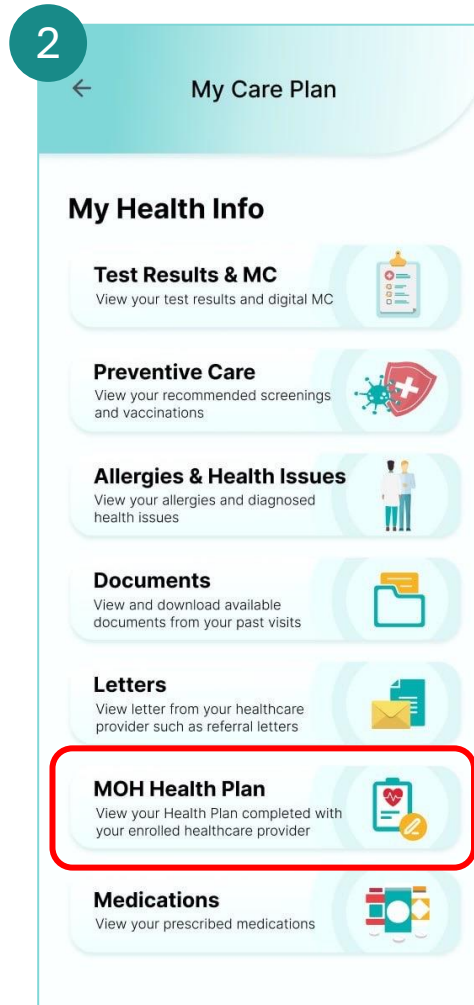 2
My Care Plan
My Health Info
Test Results & MC
View your test results and digital MC
Preventive Care
View your recommended screenings
and vaccinations
Allergies & Health Issues
View your allergies and diagnosed
health issues
Documents
View and download available
documents from your past visits
Letters
View letter from your healthcare
provider such as referral letters
MOH Health Plan
View your Health Plan completed with
your enrolled healthcare provider
Medications
View your prescribed medications